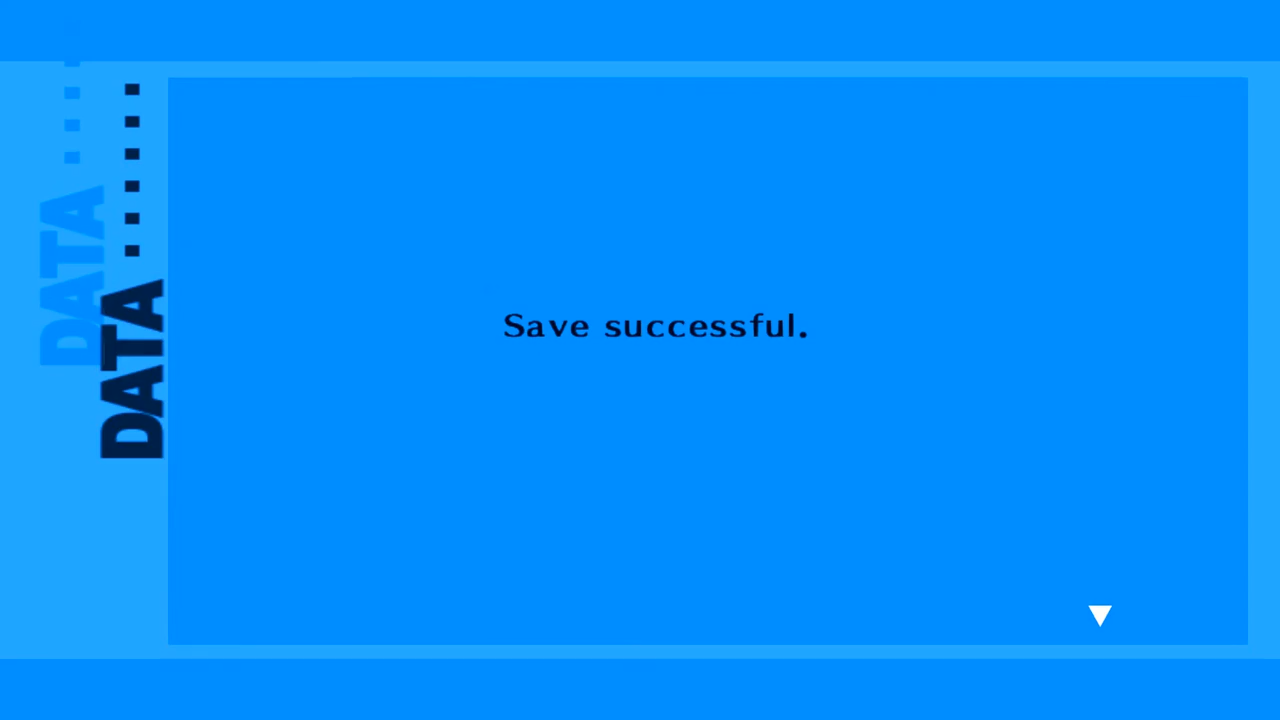 DATA ......
DATA ....
Save successful.